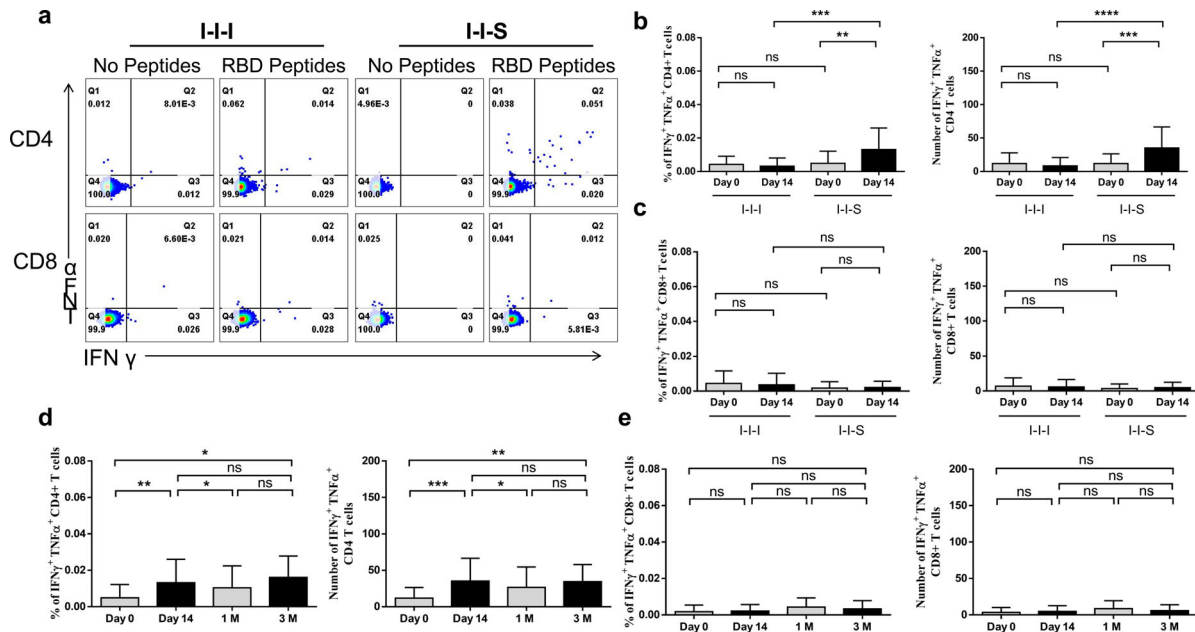 a
I-I-I
I-I-S
No Peptides
RBD Peptides
No Peptides
RBD Peptides
CD4
Q1
0.012
Q2
8.01E-3
Q4
100.0
Q3
0.012
Q1
0.062
Q2
0.014
Q4
99.9
Q3
0.029
Q1
4.96E-3
Q2
0
Q4
100.0
Q3
0
Q1
0.038
Q2
0.051
Q4
99.9
Q3
0.020
CD8
Q1
0.020
Q2
6.60E-3
Q4
99.9
Q3
0.026
Q1
0.021
Q2
0.014
Q4
99.9
Q3
0.028
Q1
0.025
Q2
0
Q4
100.0
Q3
0
Q1
0.041
Q2
0.012
Q4
99.9
Q3
5.81E-3
TNF α
IFN γ
b
% of IFNγ+ TNFα+ CD4+ T cells
0.08
0.06
0.04
0.02
0.00
***
**
ns
ns
Day 0
Day 14
Day 0
Day 14
I-I-I
I-I-S
Number of IFNγ+ TNFα+
CD4 T cells
200
150
100
50
0
****
***
ns
ns
Day 0
Day 14
Day 0
Day 14
I-I-I
I-I-S
c
% of IFNγ+ TNFα+ CD8+ T cells
0.08
0.06
0.04
0.02
0.00
ns
ns
ns
ns
Day 0
Day 14
Day 0
Day 14
I-I-I
I-I-S
Number of IFNγ+ TNFα+
CD8+ T cells
200
150
100
50
0
ns
ns
ns
ns
Day 0
Day 14
Day 0
Day 14
I-I-I
I-I-S
d
% of IFNγ+ TNFα+ CD4+ T cells
0.08
0.06
0.04
0.02
0.00
*
ns
**
*
ns
Day 0
Day 14
1 M
3 M
Number of IFNγ+ TNFα+
CD4 T cells
200
150
100
50
0
**
ns
***
*
ns
Day 0
Day 14
1 M
3 M
e
% of IFNγ+ TNFα+ CD8+ T cells
0.08
0.06
0.04
0.02
0.00
ns
ns
ns
ns
ns
Day 0
Day 14
1 M
3 M
Number of IFNγ+ TNFα+
CD8+ T cells
200
150
100
50
0
ns
ns
ns
ns
ns
Day 0
Day 14
1 M
3 M